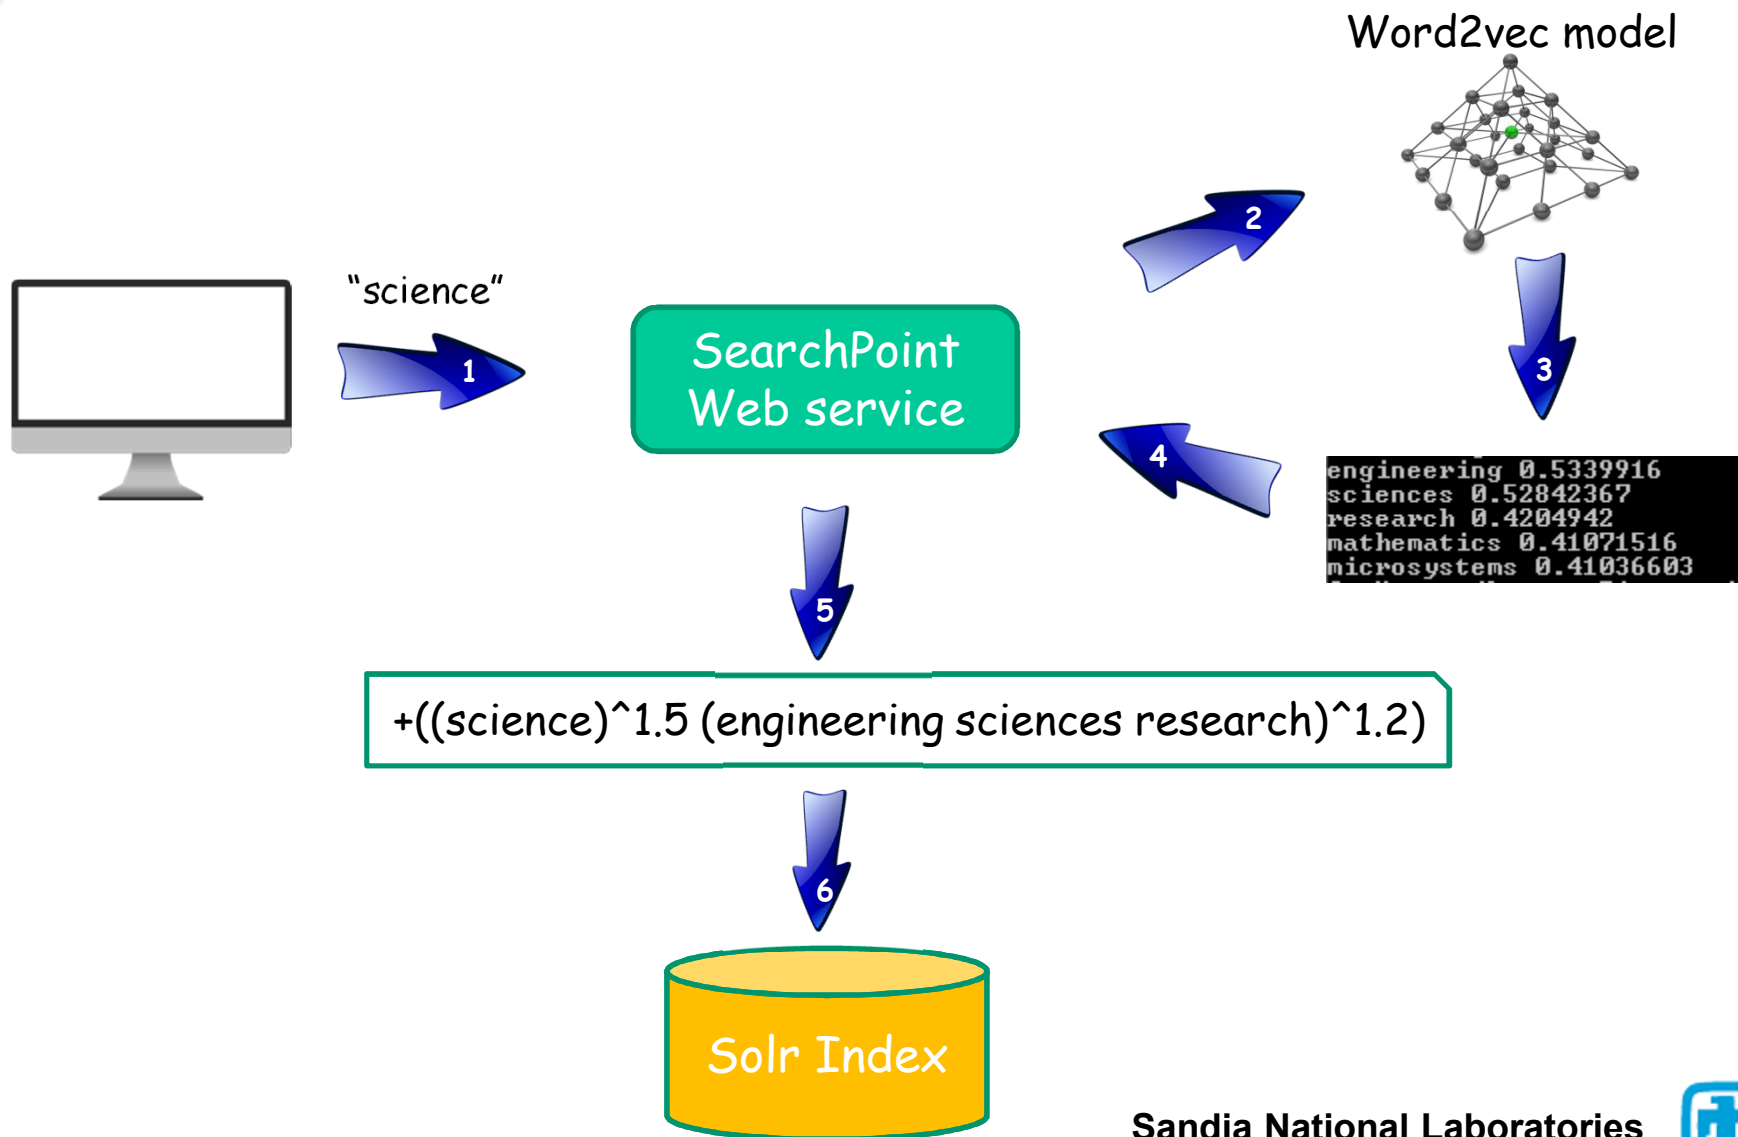 Word2vec model
2
"science"
1
SearchPoint
Web service
3
4
engineering 0.5339916
sciences 0.52842367
research 0.4204942
mathematics 0.41071516
microsystems 0.41036603
5
+((science)^1.5 (engineering sciences research)^1.2)
6
Solr Index
Sandia National Laboratories